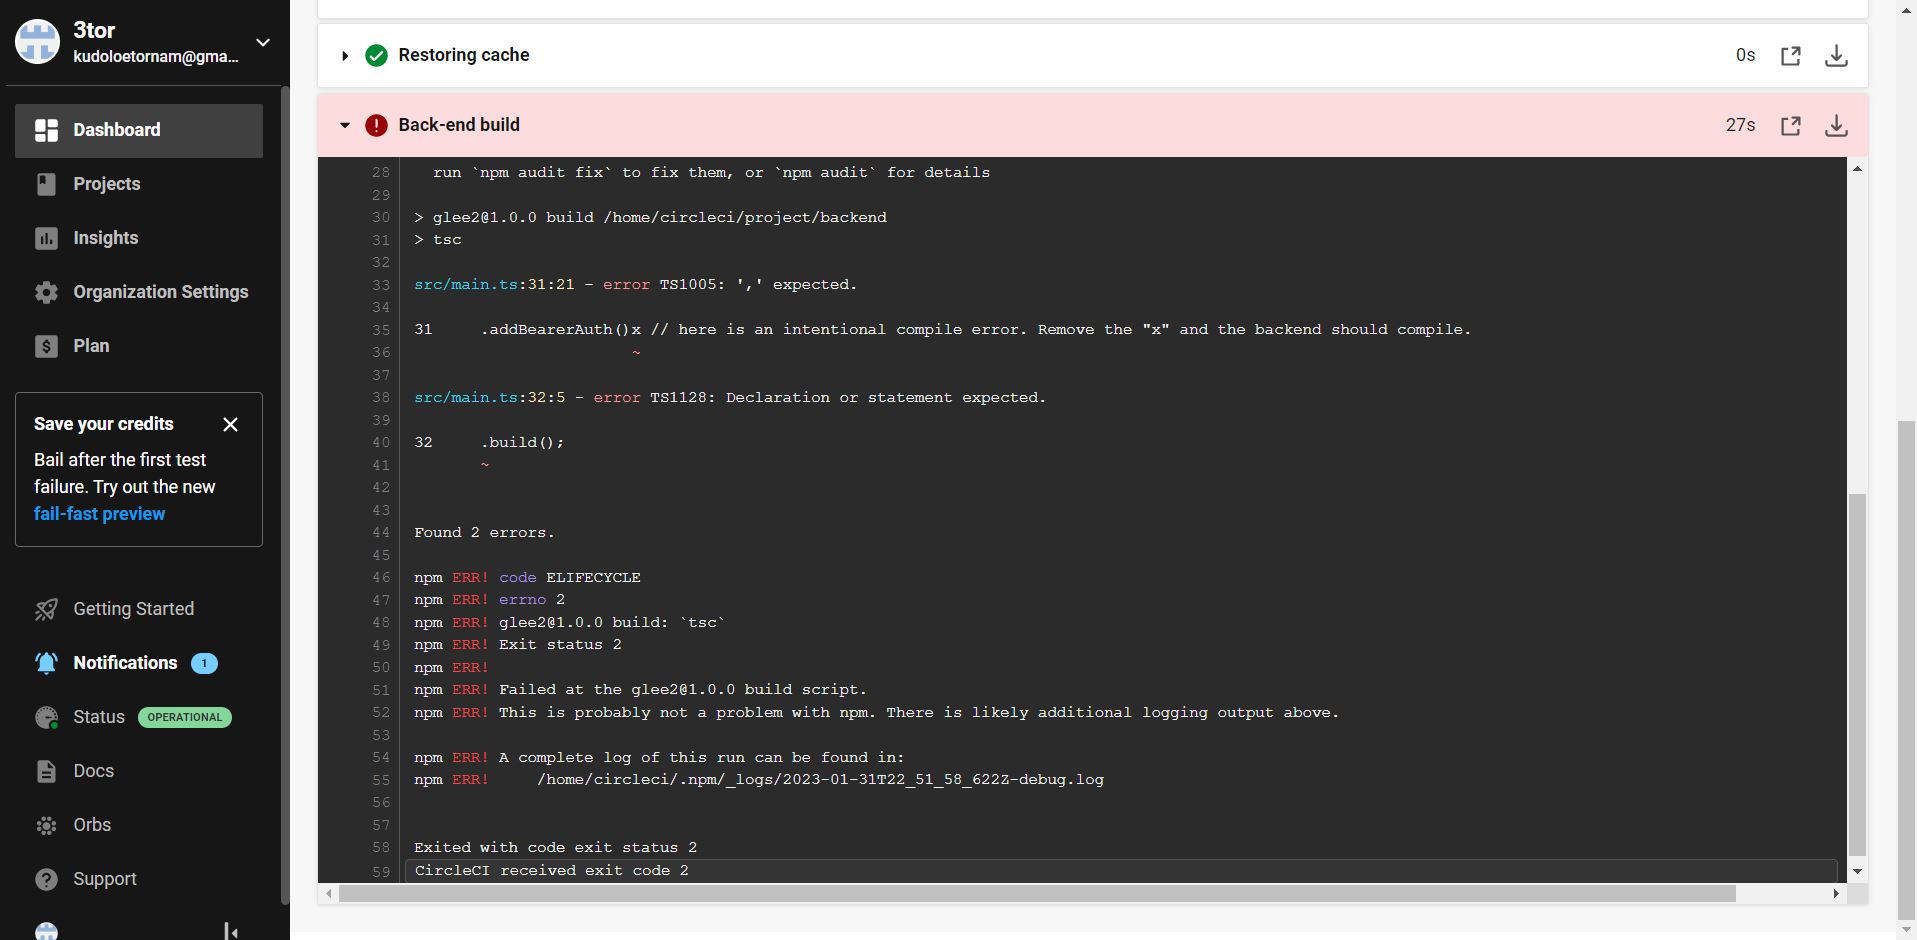 3tor
kudoloetornam@gma...
Dashboard
Projects
Insights
Organization Settings
Plan
Save your credits
Bail after the first test
failure. Try out the new
fail-fast preview
Getting Started
Notifications 1
Status OPERATIONAL
Docs
Orbs
Support
Restoring cache 0s
Back-end build 27s
28 run `npm audit fix` to fix them, or `npm audit` for details
29
30 > glee2@1.0.0 build /home/circleci/project/backend
31 > tsc
32
33 src/main.ts:31:21 - error TS1005: ',' expected.
34
35 31     .addBearerAuth()x // here is an intentional compile error. Remove the "x" and the backend should compile.
36 ~
37
38 src/main.ts:32:5 - error TS1128: Declaration or statement expected.
39
40 32     .build();
41 ~
42
43
44 Found 2 errors.
45
46 npm ERR! code ELIFECYCLE
47 npm ERR! errno 2
48 npm ERR! glee2@1.0.0 build: `tsc`
49 npm ERR! Exit status 2
50 npm ERR!
51 npm ERR! Failed at the glee2@1.0.0 build script.
52 npm ERR! This is probably not a problem with npm. There is likely additional logging output above.
53
54 npm ERR! A complete log of this run can be found in:
55 npm ERR!     /home/circleci/.npm/_logs/2023-01-31T22_51_58_622Z-debug.log
56
57
58 Exited with code exit status 2
59 CircleCI received exit code 2